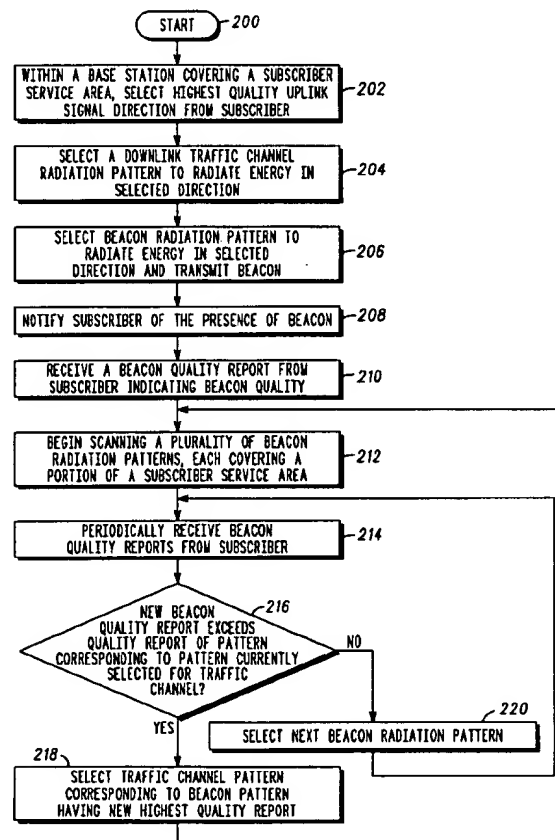 START
200
WITHIN A BASE STATION COVERING A SUBSCRIBER
SERVICE AREA, SELECT HIGHEST QUALITY UPLINK
SIGNAL DIRECTION FROM SUBSCRIBER
202
SELECT A DOWNLINK TRAFFIC CHANNEL
RADIATION PATTERN TO RADIATE ENERGY IN
SELECTED DIRECTION
204
SELECT BEACON RADIATION PATTERN TO
RADIATE ENERGY IN SELECTED
DIRECTION AND TRANSMIT BEACON
206
NOTIFY SUBSCRIBER OF THE PRESENCE OF BEACON
208
RECEIVE A BEACON QUALITY REPORT FROM
SUBSCRIBER INDICATING BEACON QUALITY
210
BEGIN SCANNING A PLURALITY OF BEACON
RADIATION PATTERNS, EACH COVERING A
PORTION OF A SUBSCRIBER SERVICE AREA
212
PERIODICALLY RECEIVE BEACON
QUALITY REPORTS FROM SUBSCRIBER
214
216
NEW BEACON
QUALITY REPORT EXCEEDS
QUALITY REPORT OF PATTERN
CORRESPONDING TO PATTERN CURRENTLY
SELECTED FOR TRAFFIC
CHANNEL?
NO
YES
220
SELECT NEXT BEACON RADIATION PATTERN
218
SELECT TRAFFIC CHANNEL PATTERN
CORRESPONDING TO BEACON PATTERN
HAVING NEW HIGHEST QUALITY REPORT